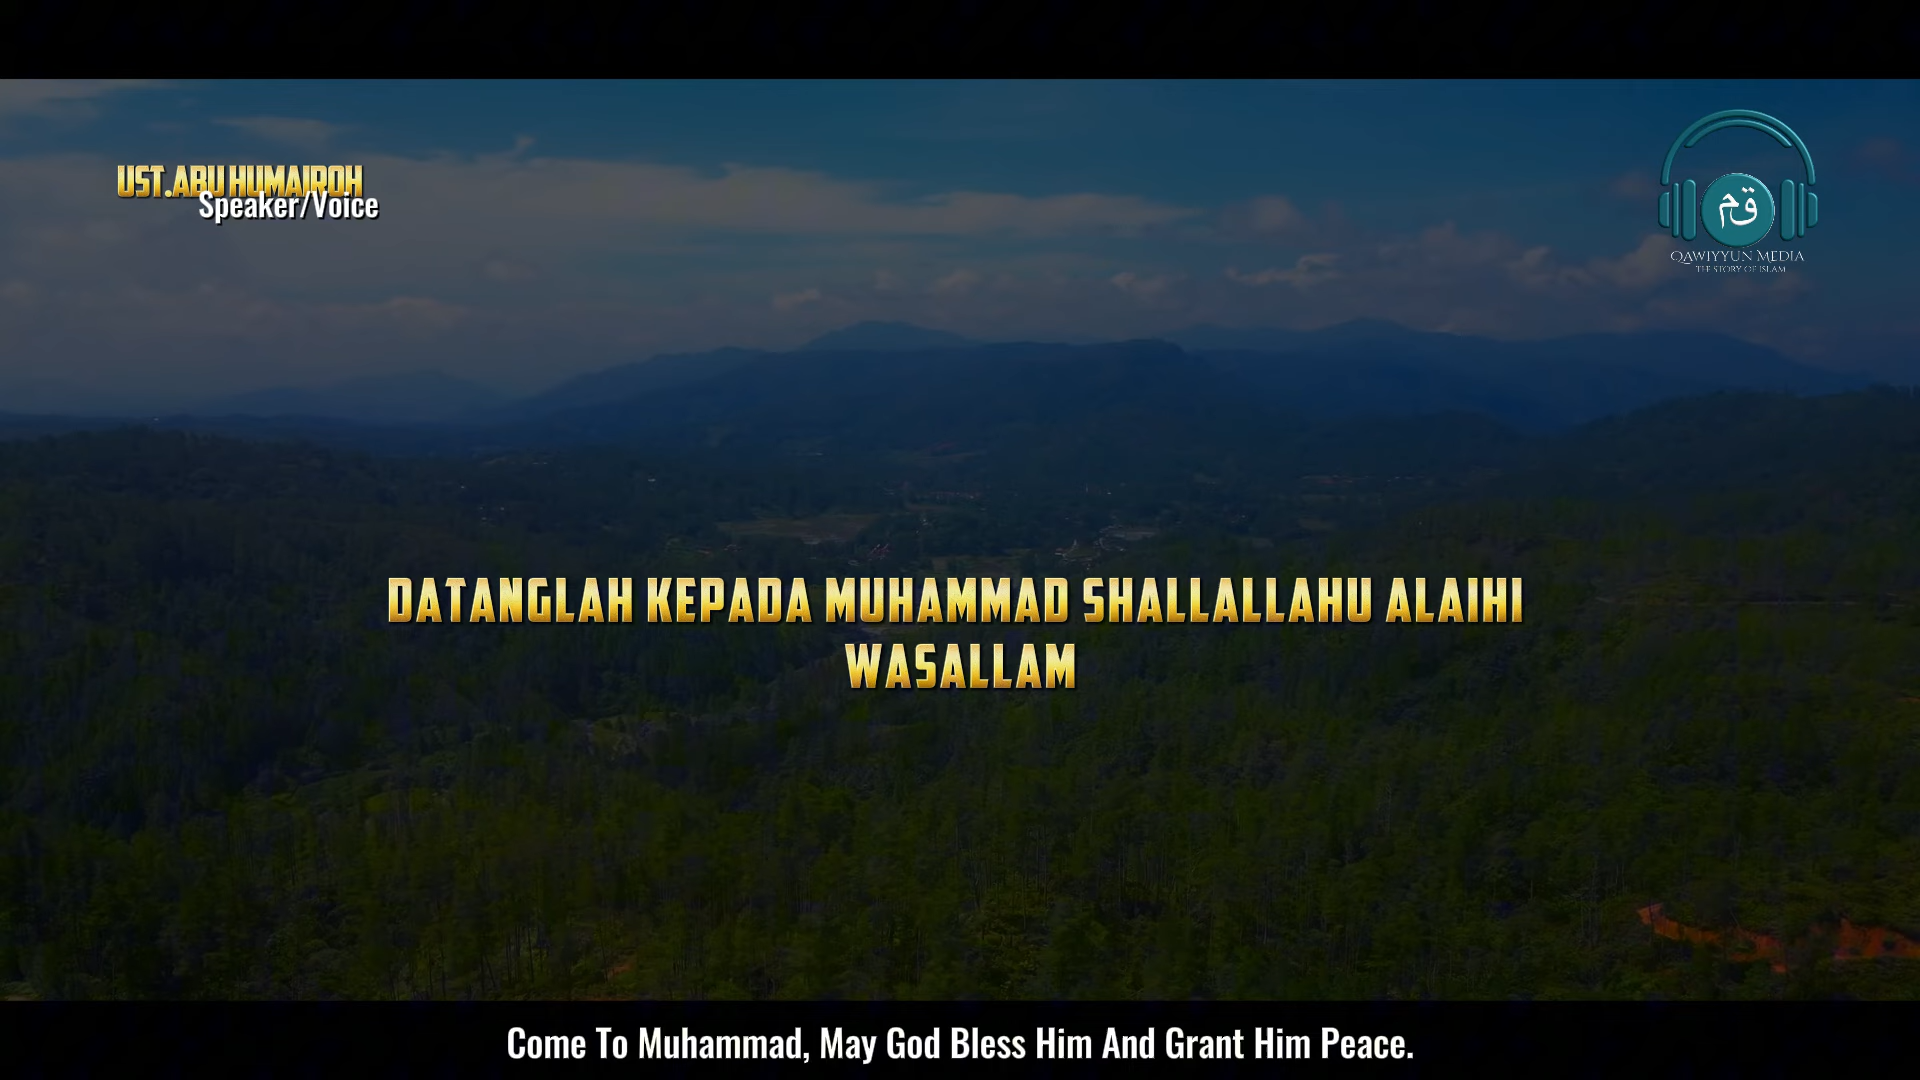 UST.ABU HUMAIROH
Speaker/Voice
قم
QAWIYYUN MEDIA
THE STORY OF ISLAM
DATANGLAH KEPADA MUHAMMAD SHALLALLAHU ALAIHI
WASALLAM
Come To Muhammad, May God Bless Him And Grant Him Peace.